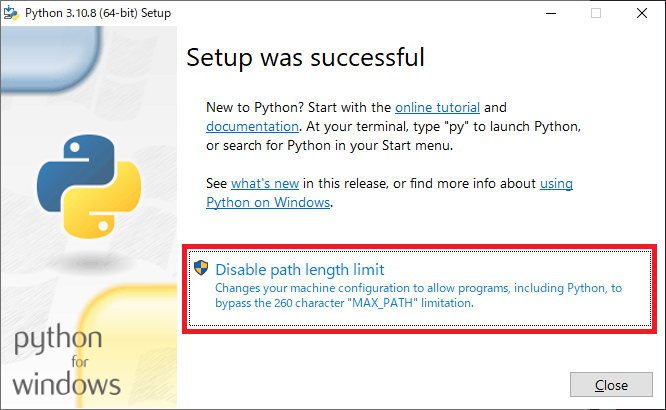 Python 3.10.8 (64-bit) Setup
Setup was successful
New to Python? Start with the online tutorial and
documentation. At your terminal, type "py" to launch Python,
or search for Python in your Start menu.
See what's new in this release, or find more info about using
Python on Windows.
Disable path length limit
Changes your machine configuration to allow programs, including Python, to
bypass the 260 character "MAX_PATH" limitation.
python
for
windows
Close